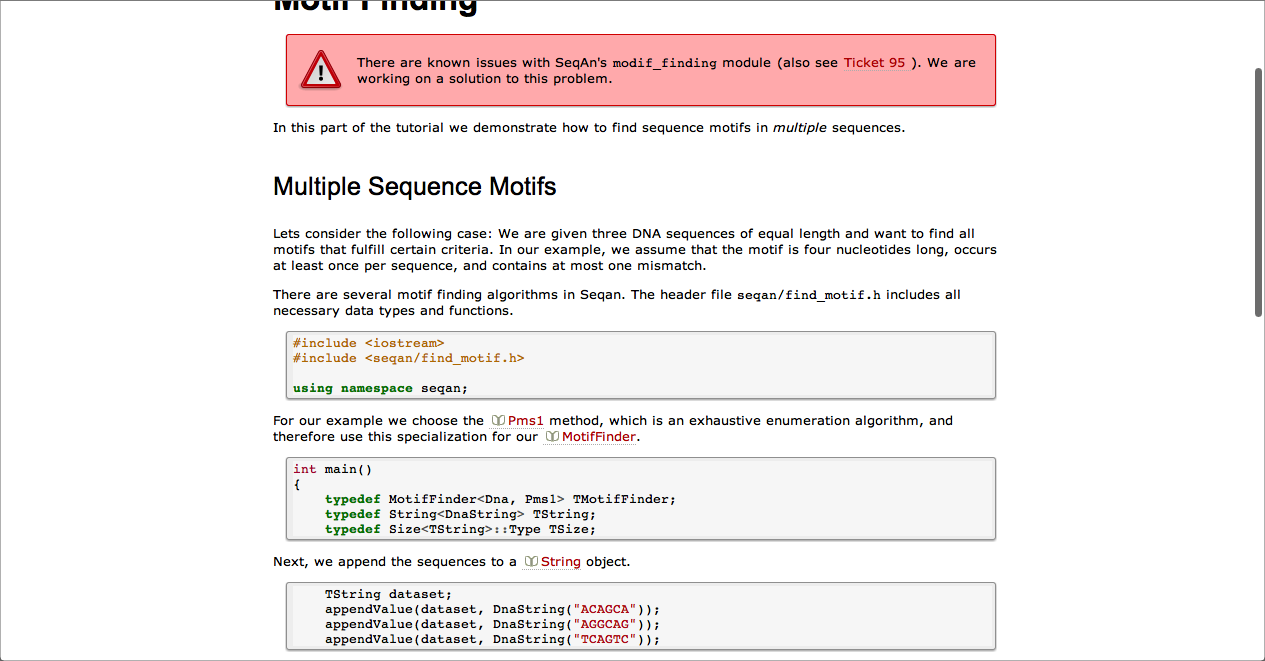 Motif Finding
There are known issues with SeqAn's modif_finding module (also see Ticket 95 ). We are
working on a solution to this problem.
In this part of the tutorial we demonstrate how to find sequence motifs in multiple sequences.
Multiple Sequence Motifs
Lets consider the following case: We are given three DNA sequences of equal length and want to find all
motifs that fulfill certain criteria. In our example, we assume that the motif is four nucleotides long, occurs
at least once per sequence, and contains at most one mismatch.
There are several motif finding algorithms in Seqan. The header file seqan/find_motif.h includes all
necessary data types and functions.
#include <iostream>
#include <seqan/find_motif.h>
using namespace seqan;
For our example we choose the Pms1 method, which is an exhaustive enumeration algorithm, and
therefore use this specialization for our MotifFinder.
int main()
{
    typedef MotifFinder<Dna, Pms1> TMotifFinder;
    typedef String<DnaString> TString;
    typedef Size<TString>::Type TSize;
Next, we append the sequences to a String object.
    TString dataset;
    appendValue(dataset, DnaString("ACAGCA"));
    appendValue(dataset, DnaString("AGGCAG"));
    appendValue(dataset, DnaString("TCAGTC"));